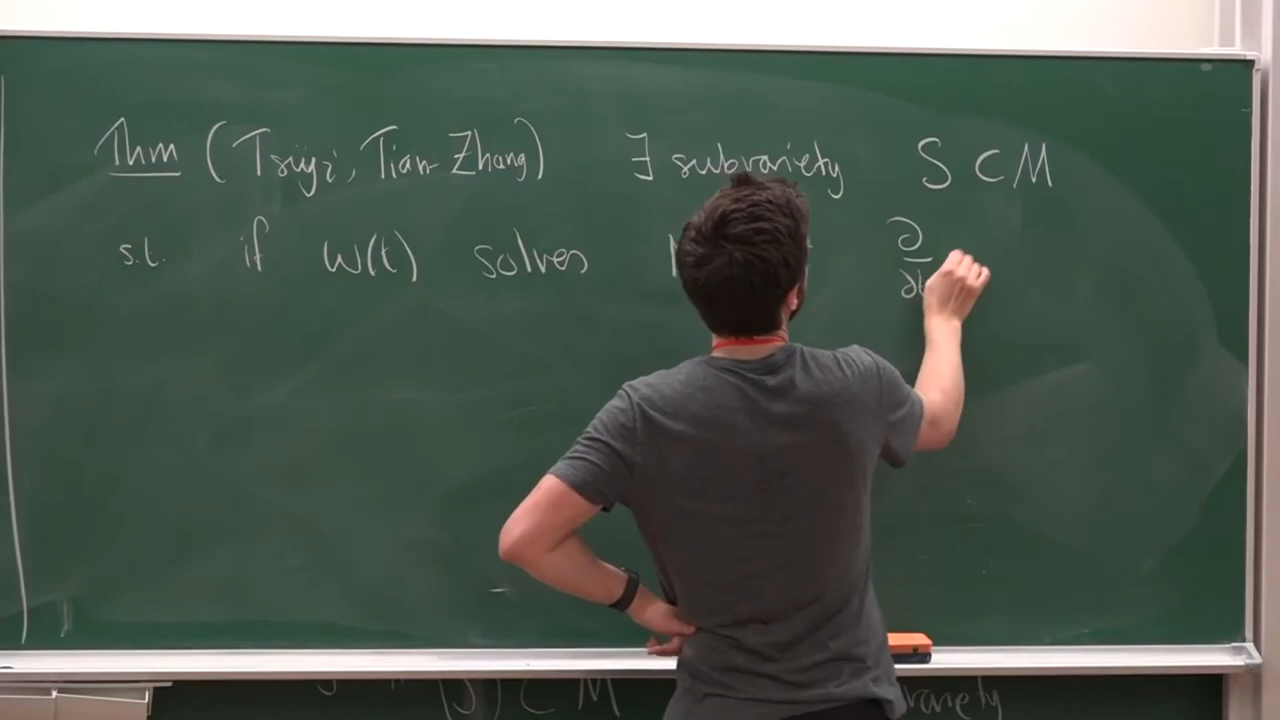 Thm (Tsuji, Tian-Zhang) ∃ subvariety S ⊂ M
s.t. if ω(t) solves ∂/∂t
⊂ M